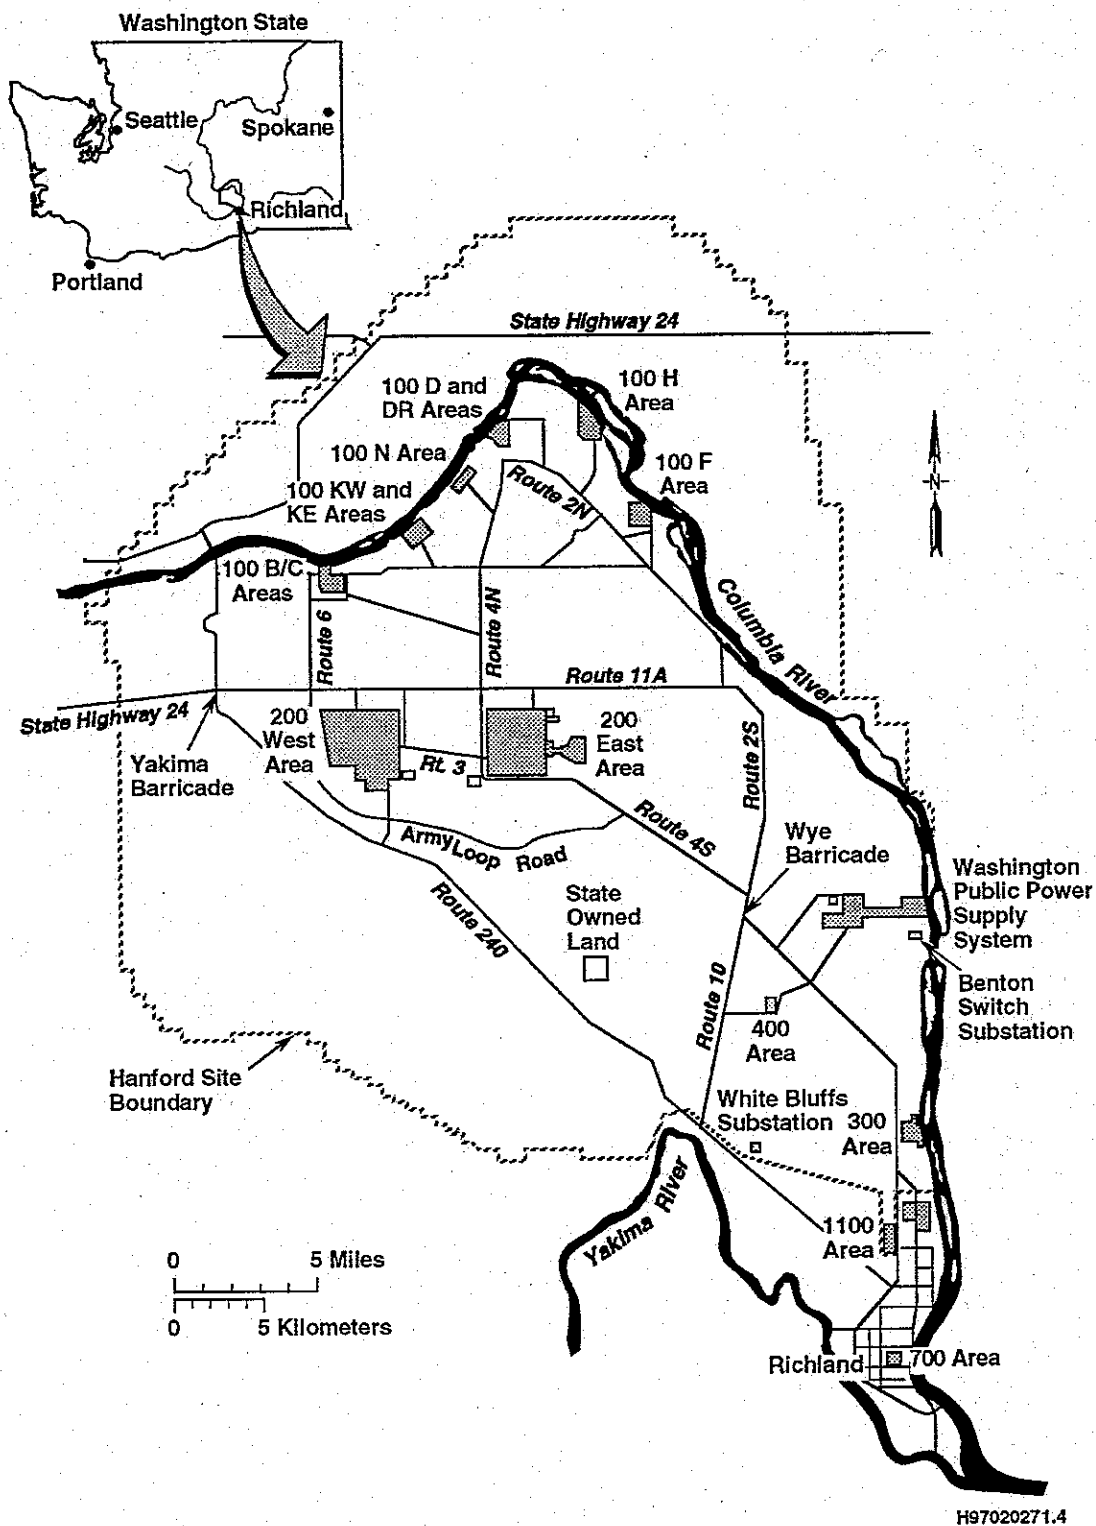 Washington State
Seattle
Spokane
Richland
Portland
State Highway 24
100 D and
DR Areas
100 H
Area
100 N Area
100 F
Area
Route 2N
100 KW and
KE Areas
N
100 B/C
Areas
Columbia River
Route 6
Route 4N
Route 11A
State Highway 24
200
West
Area
200
East
Area
Rt. 3
Route 2S
Yakima
Barricade
Route 4S
Army Loop Road
Wye
Barricade
Washington
Public Power
Supply
System
State
Owned
Land
Route 240
Benton
Switch
Substation
Route 10
400
Area
Hanford Site
Boundary
White Bluffs
Substation
300
Area
Yakima River
1100
Area
0 5 Miles
0 5 Kilometers
Richland
700 Area
H97020271.4